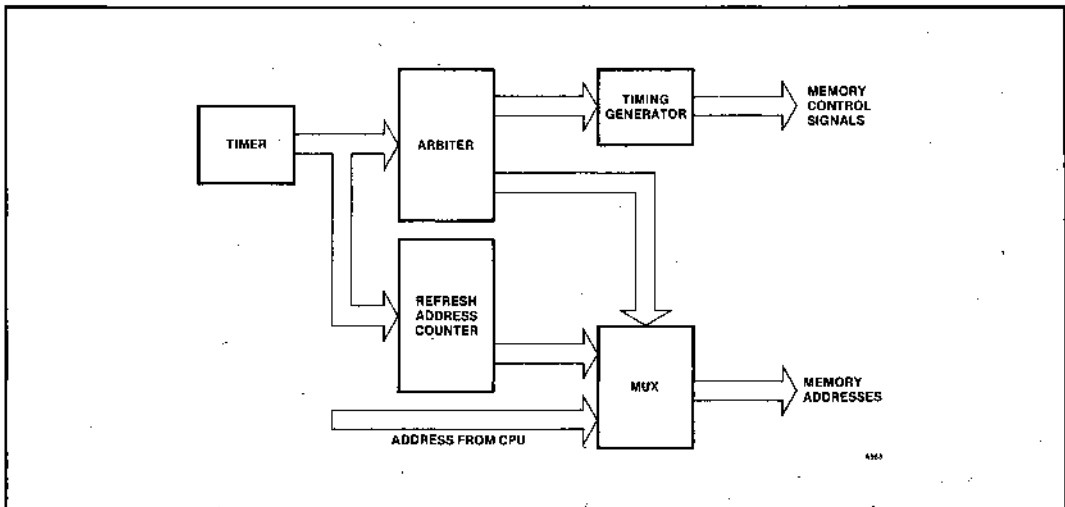 TIMER
ARBITER
TIMING
GENERATOR
MEMORY
CONTROL
SIGNALS
REFRESH
ADDRESS
COUNTER
MUX
MEMORY
ADDRESSES
ADDRESS FROM CPU